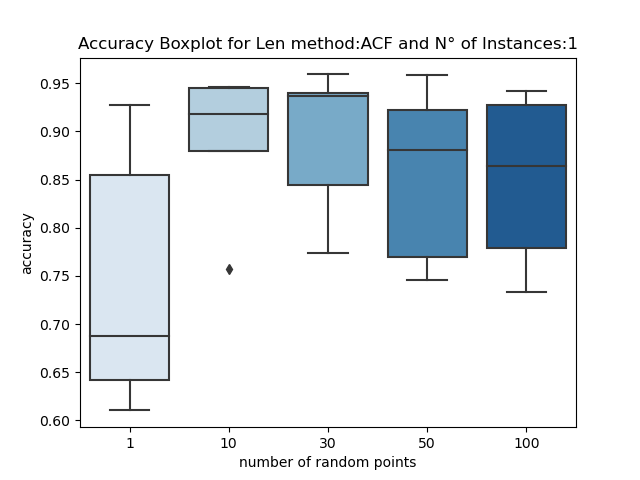 Accuracy Boxplot for Len method:ACF and N° of Instances:1
0.95
0.90
0.85
0.80
0.75
0.70
0.65
0.60
accuracy
1 10 30 50 100
number of random points